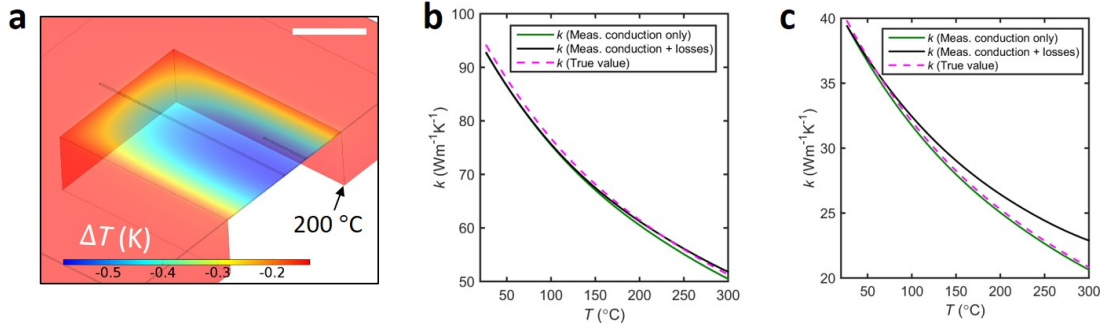 a
200 °C
ΔT (K)
-0.5 -0.4 -0.3 -0.2
b
k (Meas. conduction only)
k (Meas. conduction + losses)
k (True value)
100
90
80
70
60
50
k (Wm⁻¹K⁻¹)
50 100 150 200 250 300
T (°C)
c
k (Meas. conduction only)
k (Meas. conduction + losses)
k (True value)
40
35
30
25
20
k (Wm⁻¹K⁻¹)
50 100 150 200 250 300
T (°C)